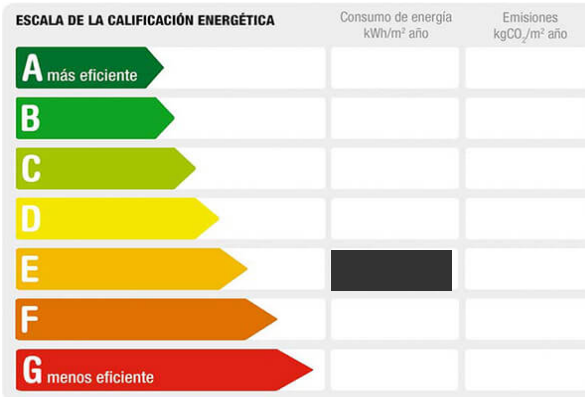 ESCALA DE LA CALIFICACIÓN ENERGÉTICA
Consumo de energía
kWh/m² año
Emisiones
kgCO₂/m² año
A más eficiente
B
C
D
E
F
G menos eficiente